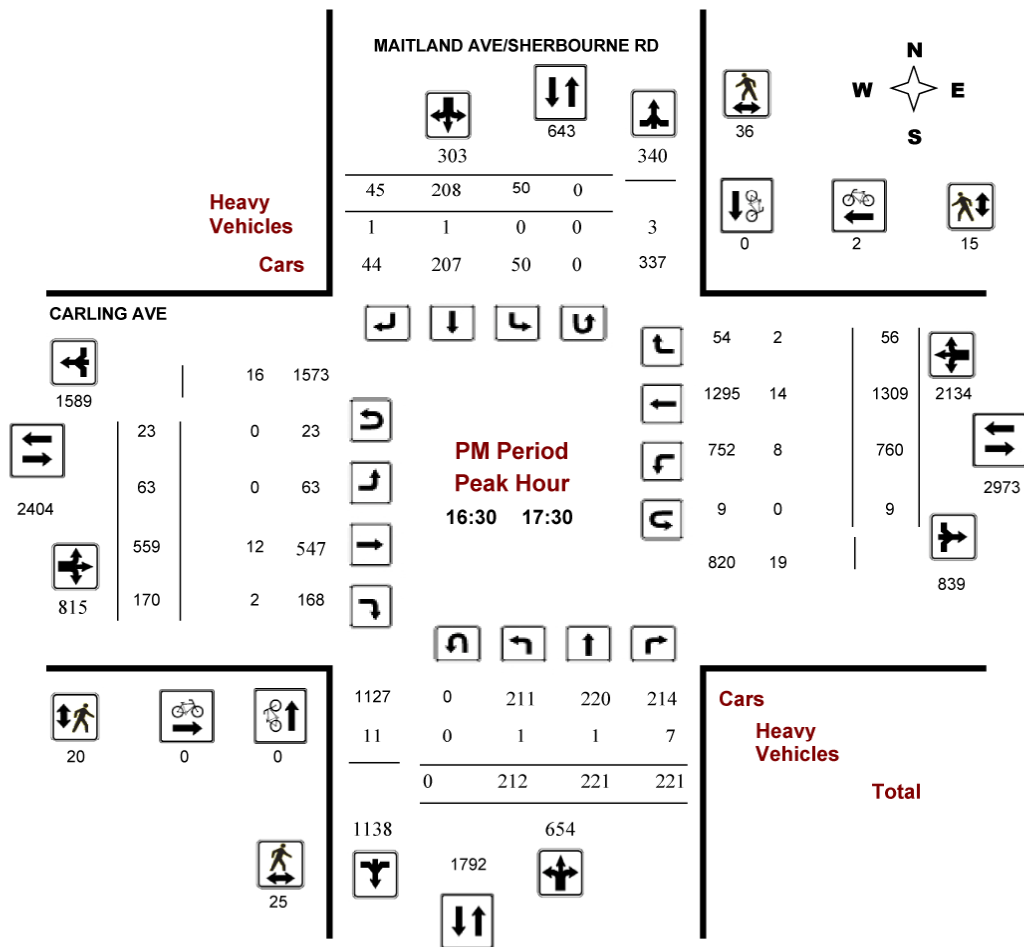 MAITLAND AVE/SHERBOURNE RD
N
W E
S
643
36
303 340
45 208 50 0
Heavy
Vehicles
1 1 0 0 3
Cars
44 207 50 0 337
0 2 15
CARLING AVE
54 2 56
16 1573
1589
1295 14 1309 2134
23 0 23
PM Period
Peak Hour
16:30 17:30
752 8 760
63 0 63
2404
2973
9 0 9
559 12 547
820 19
839
815
170 2 168
1127 0 211 220 214
Cars
11 0 1 1 7
Heavy
Vehicles
20 0 0
0 212 221 221
Total
1138 654
1792
25